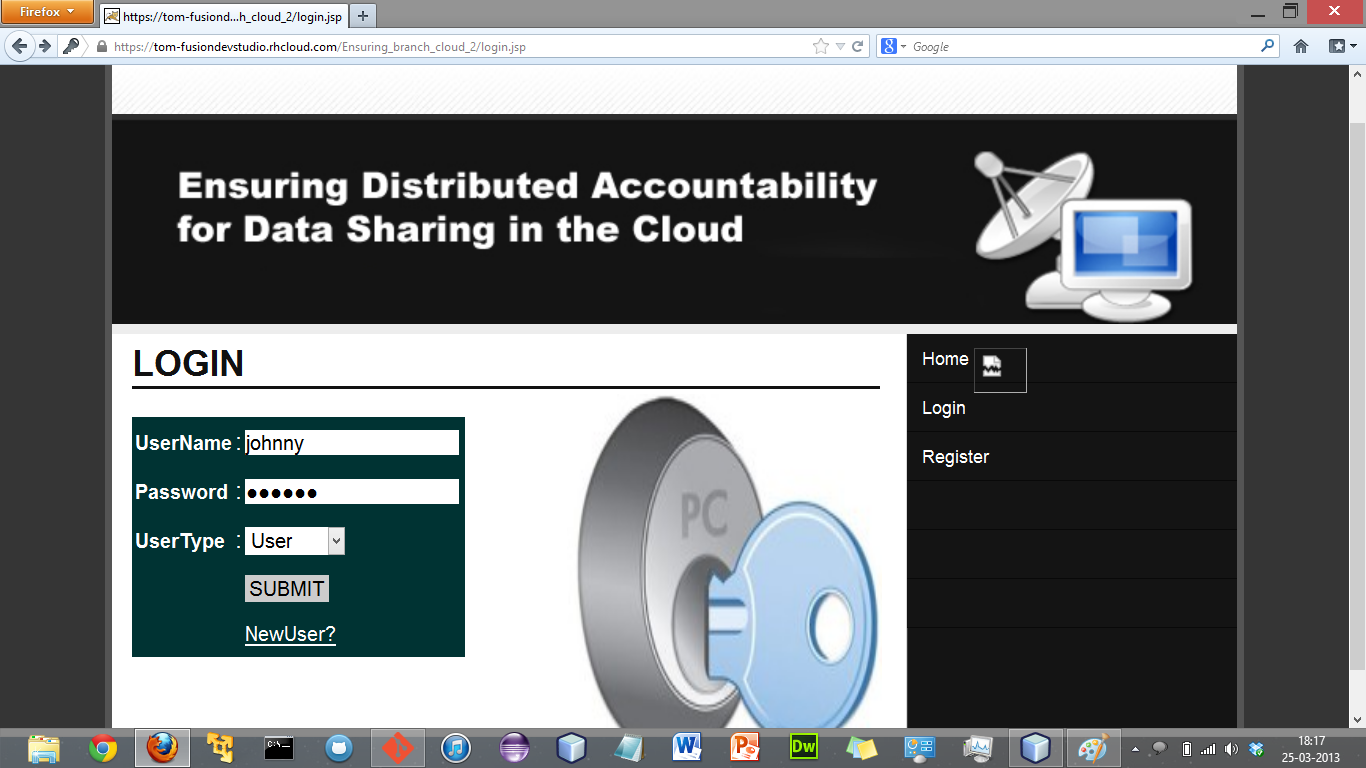 Firefox
https://tom-fusiond...h_cloud_2/login.jsp
https://tom-fusiondevstudio.rhcloud.com/Ensuring_branch_cloud_2/login.jsp
Google
Ensuring Distributed Accountability
for Data Sharing in the Cloud
LOGIN
Home
Login
Register
UserName : johnny
Password : ●●●●●●
UserType : User
SUBMIT
NewUser?
PC
C:\_
Dw
18:17
25-03-2013